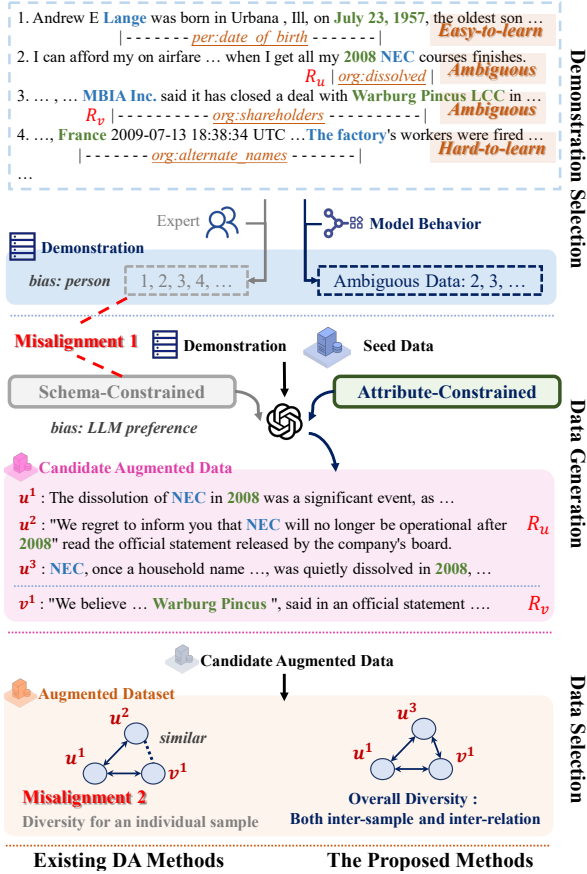 1. Andrew E Lange was born in Urbana , Ill, on July 23, 1957, the oldest son …
per:date_of_birth
Easy-to-learn
2. I can afford my on airfare … when I get all my 2008 NEC courses finishes.
R_u
org:dissolved
Ambiguous
3. … , … MBIA Inc. said it has closed a deal with Warburg Pincus LCC in …
R_v
org:shareholders
Ambiguous
4. …, France 2009-07-13 18:38:34 UTC …The factory's workers were fired …
org:alternate_names
Hard-to-learn
…
Demonstration Selection
Expert
Model Behavior
Demonstration
bias: person
1, 2, 3, 4, …
Ambiguous Data: 2, 3, …
Misalignment 1
Demonstration
Seed Data
Schema-Constrained
Attribute-Constrained
bias: LLM preference
Data Generation
Candidate Augmented Data
u¹ : The dissolution of NEC in 2008 was a significant event, as …
u² : "We regret to inform you that NEC will no longer be operational after
2008" read the official statement released by the company's board.
R_u
u³ : NEC, once a household name …, was quietly dissolved in 2008, …
v¹ : "We believe … Warburg Pincus ", said in an official statement ….
R_v
Candidate Augmented Data
Data Selection
Augmented Dataset
u²
similar
u¹
v¹
Misalignment 2
Diversity for an individual sample
u³
u¹
v¹
Overall Diversity :
Both inter-sample and inter-relation
Existing DA Methods
The Proposed Methods